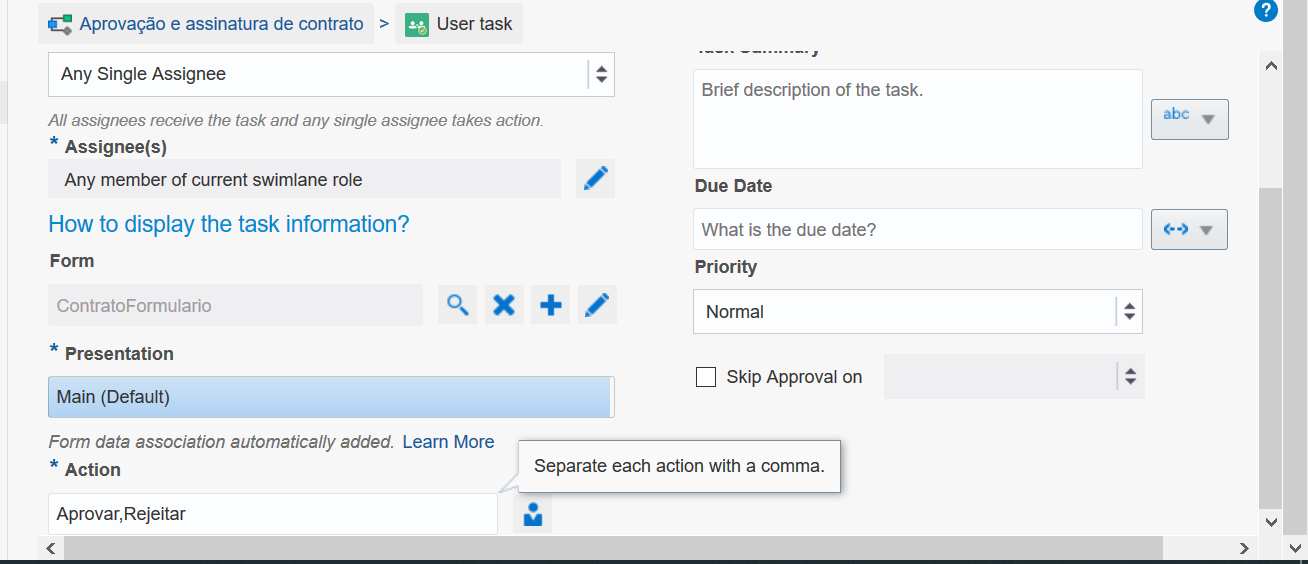 Aprovação e assinatura de contrato > User task
Any Single Assignee
All assignees receive the task and any single assignee takes action.
* Assignee(s)
Any member of current swimlane role
How to display the task information?
Form
ContratoFormulario
* Presentation
Main (Default)
Form data association automatically added. Learn More
* Action
Separate each action with a comma.
Aprovar,Rejeitar
?
Task Summary
Brief description of the task.
abc
Due Date
What is the due date?
Priority
Normal
Skip Approval on